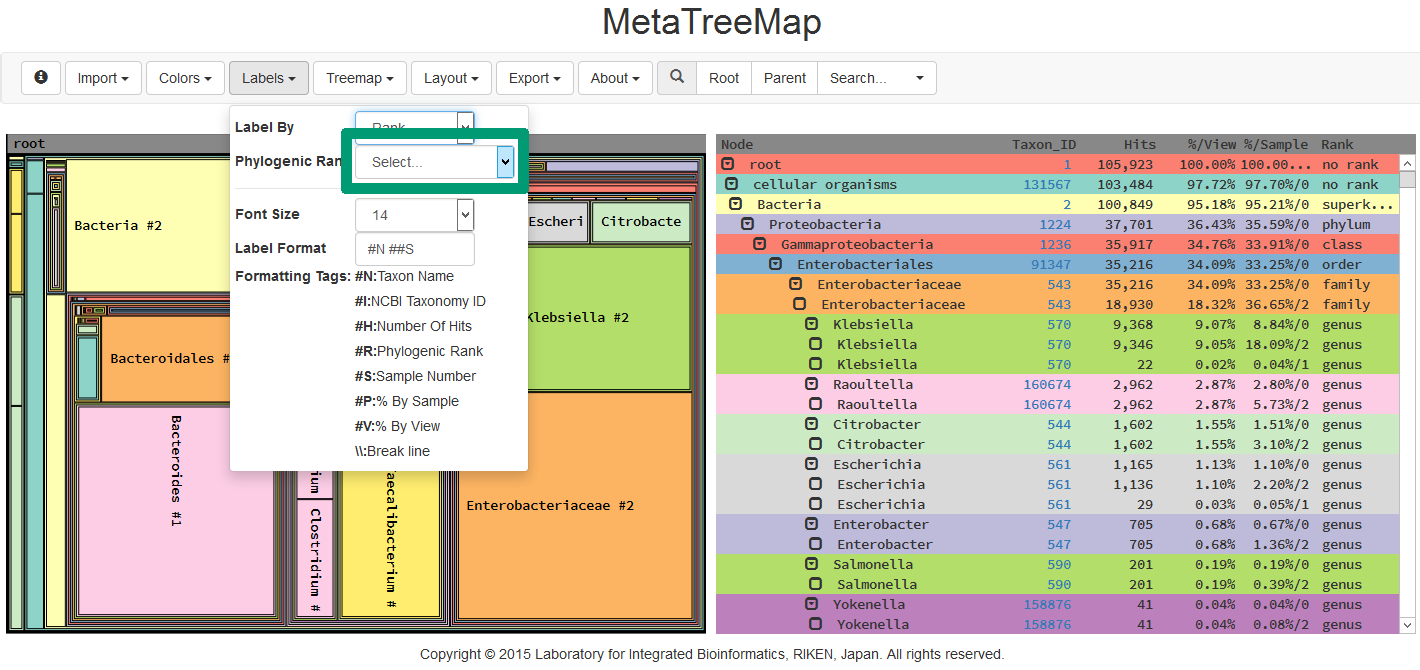 MetaTreeMap
Import Colors Labels Treemap Layout Export About Root Parent Search...
Label By Rank
Phylogenic Ran Select...
Font Size 14
Label Format #N ##S
Formatting Tags: #N:Taxon Name
#I:NCBI Taxonomy ID
#H:Number Of Hits
#R:Phylogenic Rank
#S:Sample Number
#P:% By Sample
#V:% By View
\\:Break line
root
Bacteria #2
Escheri
Citrobacte
Klebsiella #2
Bacteroidales #
Bacteroides #1
ium
Clostridium #
aecalibacterium #
Enterobacteriaceae #2
Node Taxon_ID Hits %/View %/Sample Rank
root 1 105,923 100.00% 100.00... no rank
cellular organisms 131567 103,484 97.72% 97.70%/0 no rank
Bacteria 2 100,849 95.18% 95.21%/0 superk...
Proteobacteria 1224 37,701 36.43% 35.59%/0 phylum
Gammaproteobacteria 1236 35,917 34.76% 33.91%/0 class
Enterobacteriales 91347 35,216 34.09% 33.25%/0 order
Enterobacteriaceae 543 35,216 34.09% 33.25%/0 family
Enterobacteriaceae 543 18,930 18.32% 36.65%/2 family
Klebsiella 570 9,368 9.07% 8.84%/0 genus
Klebsiella 570 9,346 9.05% 18.09%/2 genus
Klebsiella 570 22 0.02% 0.04%/1 genus
Raoultella 160674 2,962 2.87% 2.80%/0 genus
Raoultella 160674 2,962 2.87% 5.73%/2 genus
Citrobacter 544 1,602 1.55% 1.51%/0 genus
Citrobacter 544 1,602 1.55% 3.10%/2 genus
Escherichia 561 1,165 1.13% 1.10%/0 genus
Escherichia 561 1,136 1.10% 2.20%/2 genus
Escherichia 561 29 0.03% 0.05%/1 genus
Enterobacter 547 705 0.68% 0.67%/0 genus
Enterobacter 547 705 0.68% 1.36%/2 genus
Salmonella 590 201 0.19% 0.19%/0 genus
Salmonella 590 201 0.19% 0.39%/2 genus
Yokenella 158876 41 0.04% 0.04%/0 genus
Yokenella 158876 41 0.04% 0.08%/2 genus
Copyright © 2015 Laboratory for Integrated Bioinformatics, RIKEN, Japan. All rights reserved.